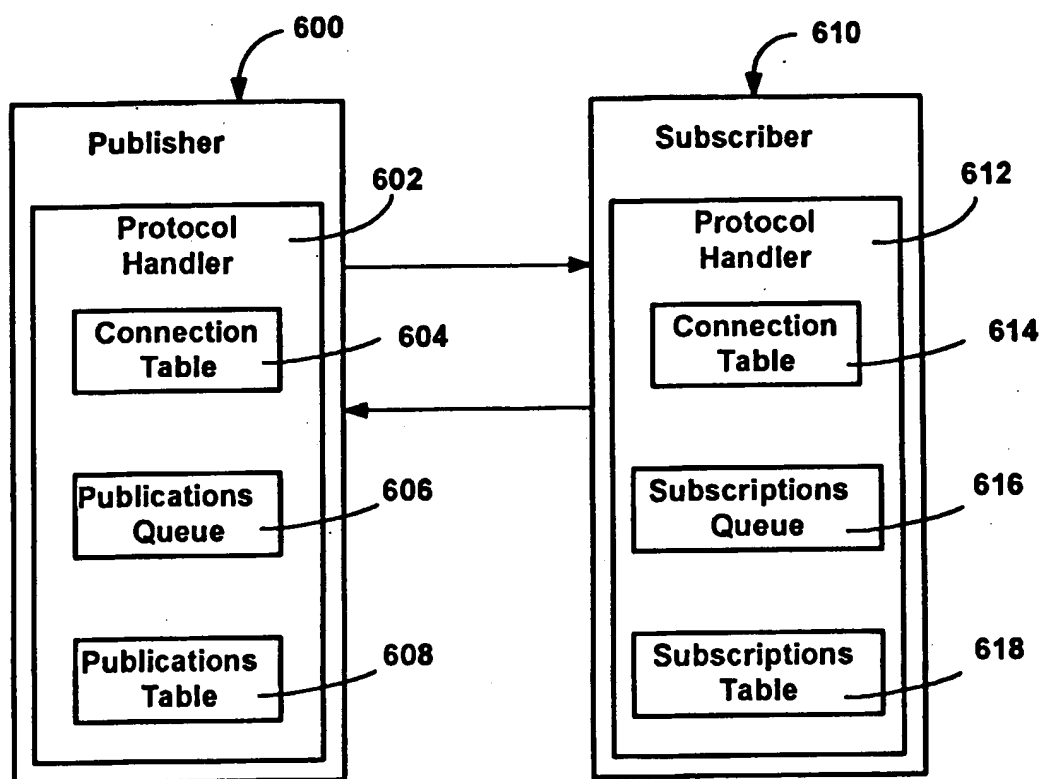 600
610
Publisher
Subscriber
602
612
Protocol
Handler
Protocol
Handler
Connection
Table
604
Connection
Table
614
Publications
Queue
606
Subscriptions
Queue
616
Publications
Table
608
Subscriptions
Table
618